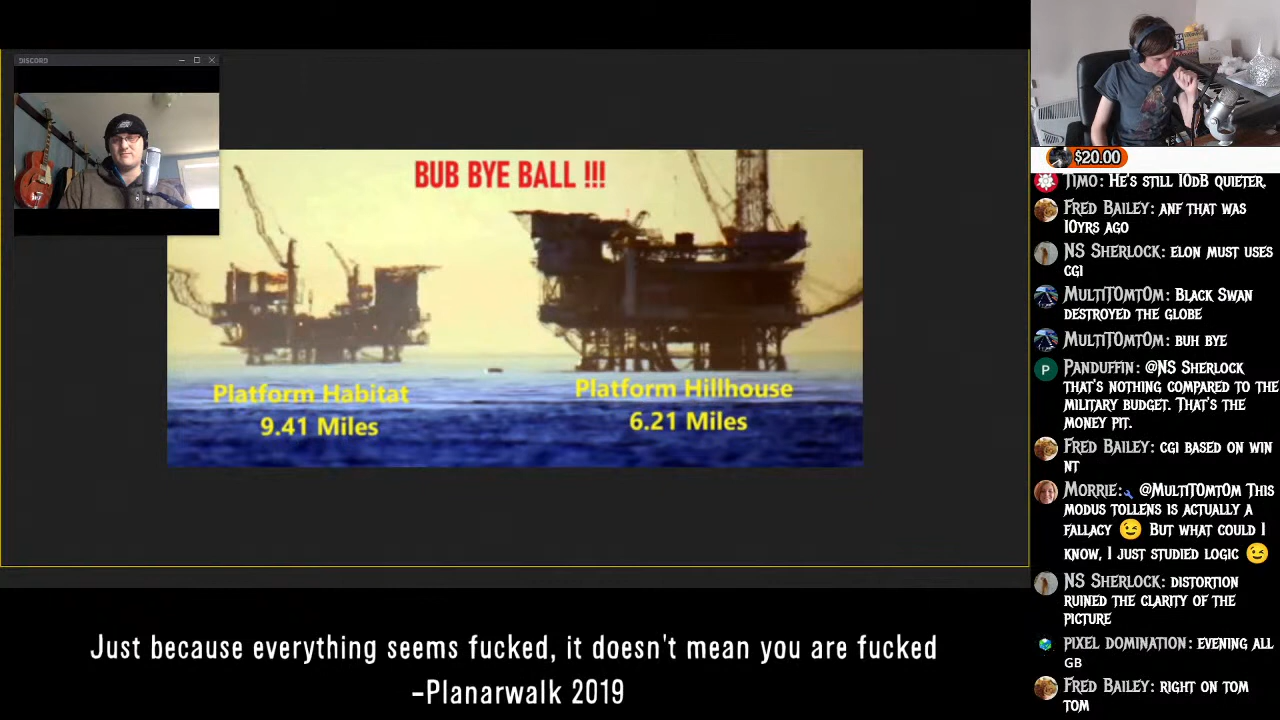 DISCORD
BUB BYE BALL !!!
Platform Habitat
9.41 Miles
Platform Hillhouse
6.21 Miles
Just because everything seems fucked, it doesn't mean you are fucked
-Planarwalk 2019
$20.00
Timo: He's still 10dB quieter.
Fred Bailey: anf that was
10yrs ago
NS Sherlock: elon must uses
cgi
MultiT0mt0m: Black Swan
destroyed the globe
MultiT0mt0m: buh bye
P
Panduffin: @NS Sherlock
that's nothing compared to the
military budget. That's the
money pit.
Fred Bailey: cgi based on win
nt
Morrie: @MultiT0mt0m This
modus tollens is actually a
fallacy 😉 But what could I
know, I just studied logic 😉
NS Sherlock: distortion
ruined the clarity of the
picture
pixel domination: evening all
GB
Fred Bailey: right on tom
tom